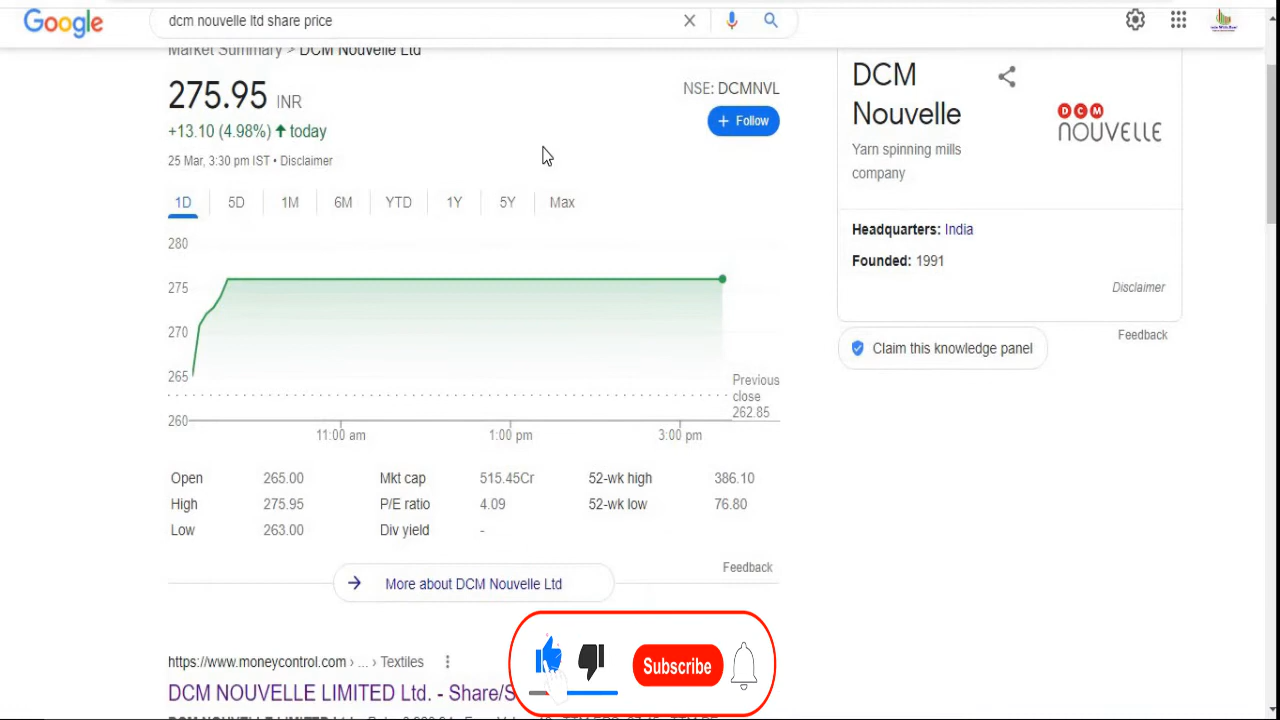 Google
dcm nouvelle ltd share price
Market Summary > DCM Nouvelle Ltd
275.95 INR
+13.10 (4.98%) ↑ today
25 Mar, 3:30 pm IST • Disclaimer
NSE: DCMNVL
+ Follow
1D 5D 1M 6M YTD 1Y 5Y Max
280
275
270
265
260
Previous
close
262.85
11:00 am 1:00 pm 3:00 pm
Open 265.00 Mkt cap 515.45Cr 52-wk high 386.10
High 275.95 P/E ratio 4.09 52-wk low 76.80
Low 263.00 Div yield -
Feedback
More about DCM Nouvelle Ltd
https://www.moneycontrol.com › ... › Textiles
DCM NOUVELLE LIMITED Ltd. - Share/S
Subscribe
DCM
Nouvelle
Yarn spinning mills
company
DCM
NOUVELLE
Headquarters: India
Founded: 1991
Disclaimer
Feedback
Claim this knowledge panel